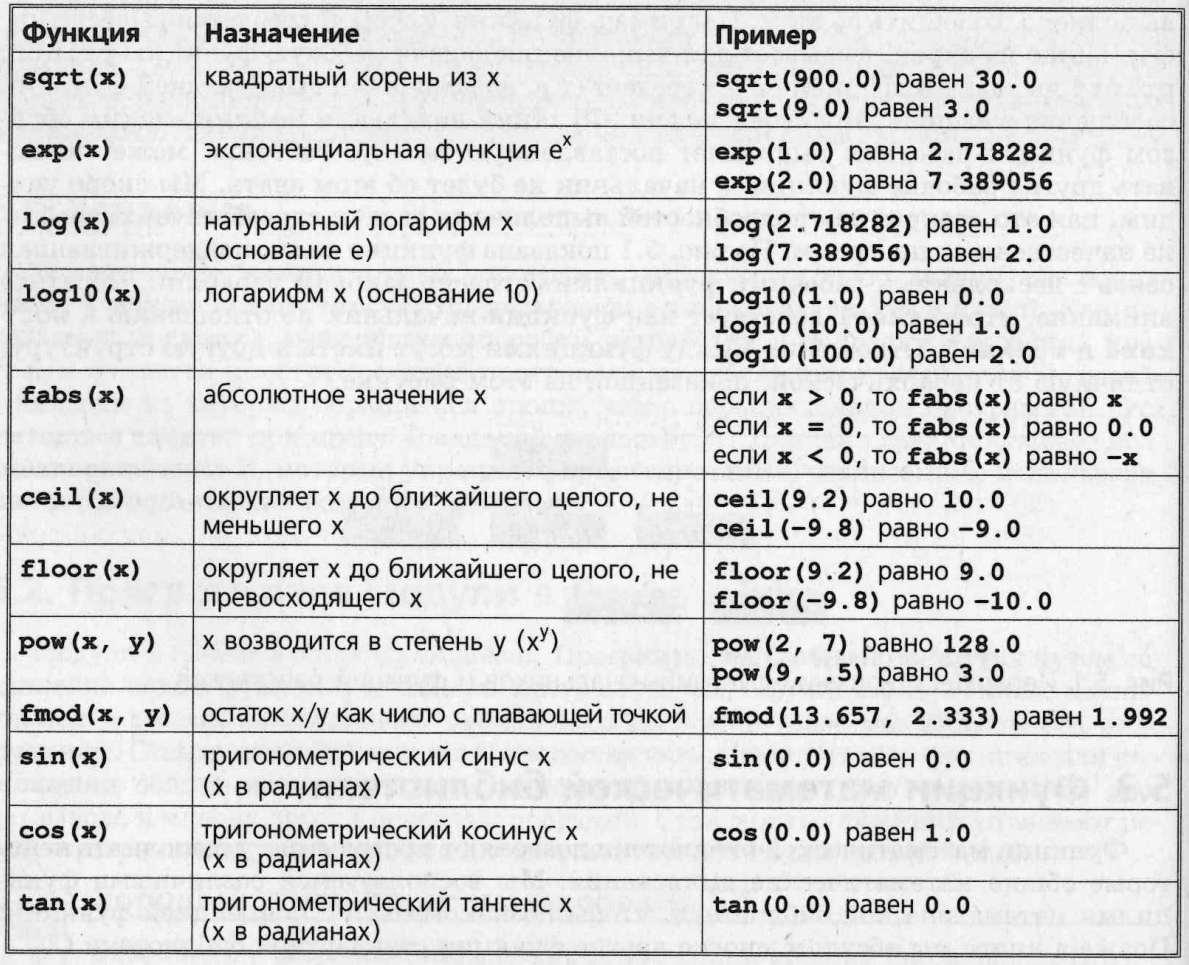 Функция Назначение Пример
sqrt(x) квадратный корень из x sqrt(900.0) равен 30.0
sqrt(9.0) равен 3.0
exp(x) экспоненциальная функция e^x exp(1.0) равна 2.718282
exp(2.0) равна 7.389056
log(x) натуральный логарифм x log(2.718282) равен 1.0
(основание e) log(7.389056) равен 2.0
log10(x) логарифм x (основание 10) log10(1.0) равен 0.0
log10(10.0) равен 1.0
log10(100.0) равен 2.0
fabs(x) абсолютное значение x если x > 0, то fabs(x) равно x
если x = 0, то fabs(x) равно 0.0
если x < 0, то fabs(x) равно −x
ceil(x) округляет x до ближайшего целого, не ceil(9.2) равно 10.0
меньшего x ceil(−9.8) равно −9.0
floor(x) округляет x до ближайшего целого, не floor(9.2) равно 9.0
превосходящего x floor(−9.8) равно −10.0
pow(x, y) x возводится в степень y (x^y) pow(2, 7) равно 128.0
pow(9, .5) равно 3.0
fmod(x, y) остаток x/y как число с плавающей точкой fmod(13.657, 2.333) равен 1.992
sin(x) тригонометрический синус x sin(0.0) равен 0.0
(x в радианах)
cos(x) тригонометрический косинус x cos(0.0) равен 1.0
(x в радианах)
tan(x) тригонометрический тангенс x tan(0.0) равен 0.0
(x в радианах)